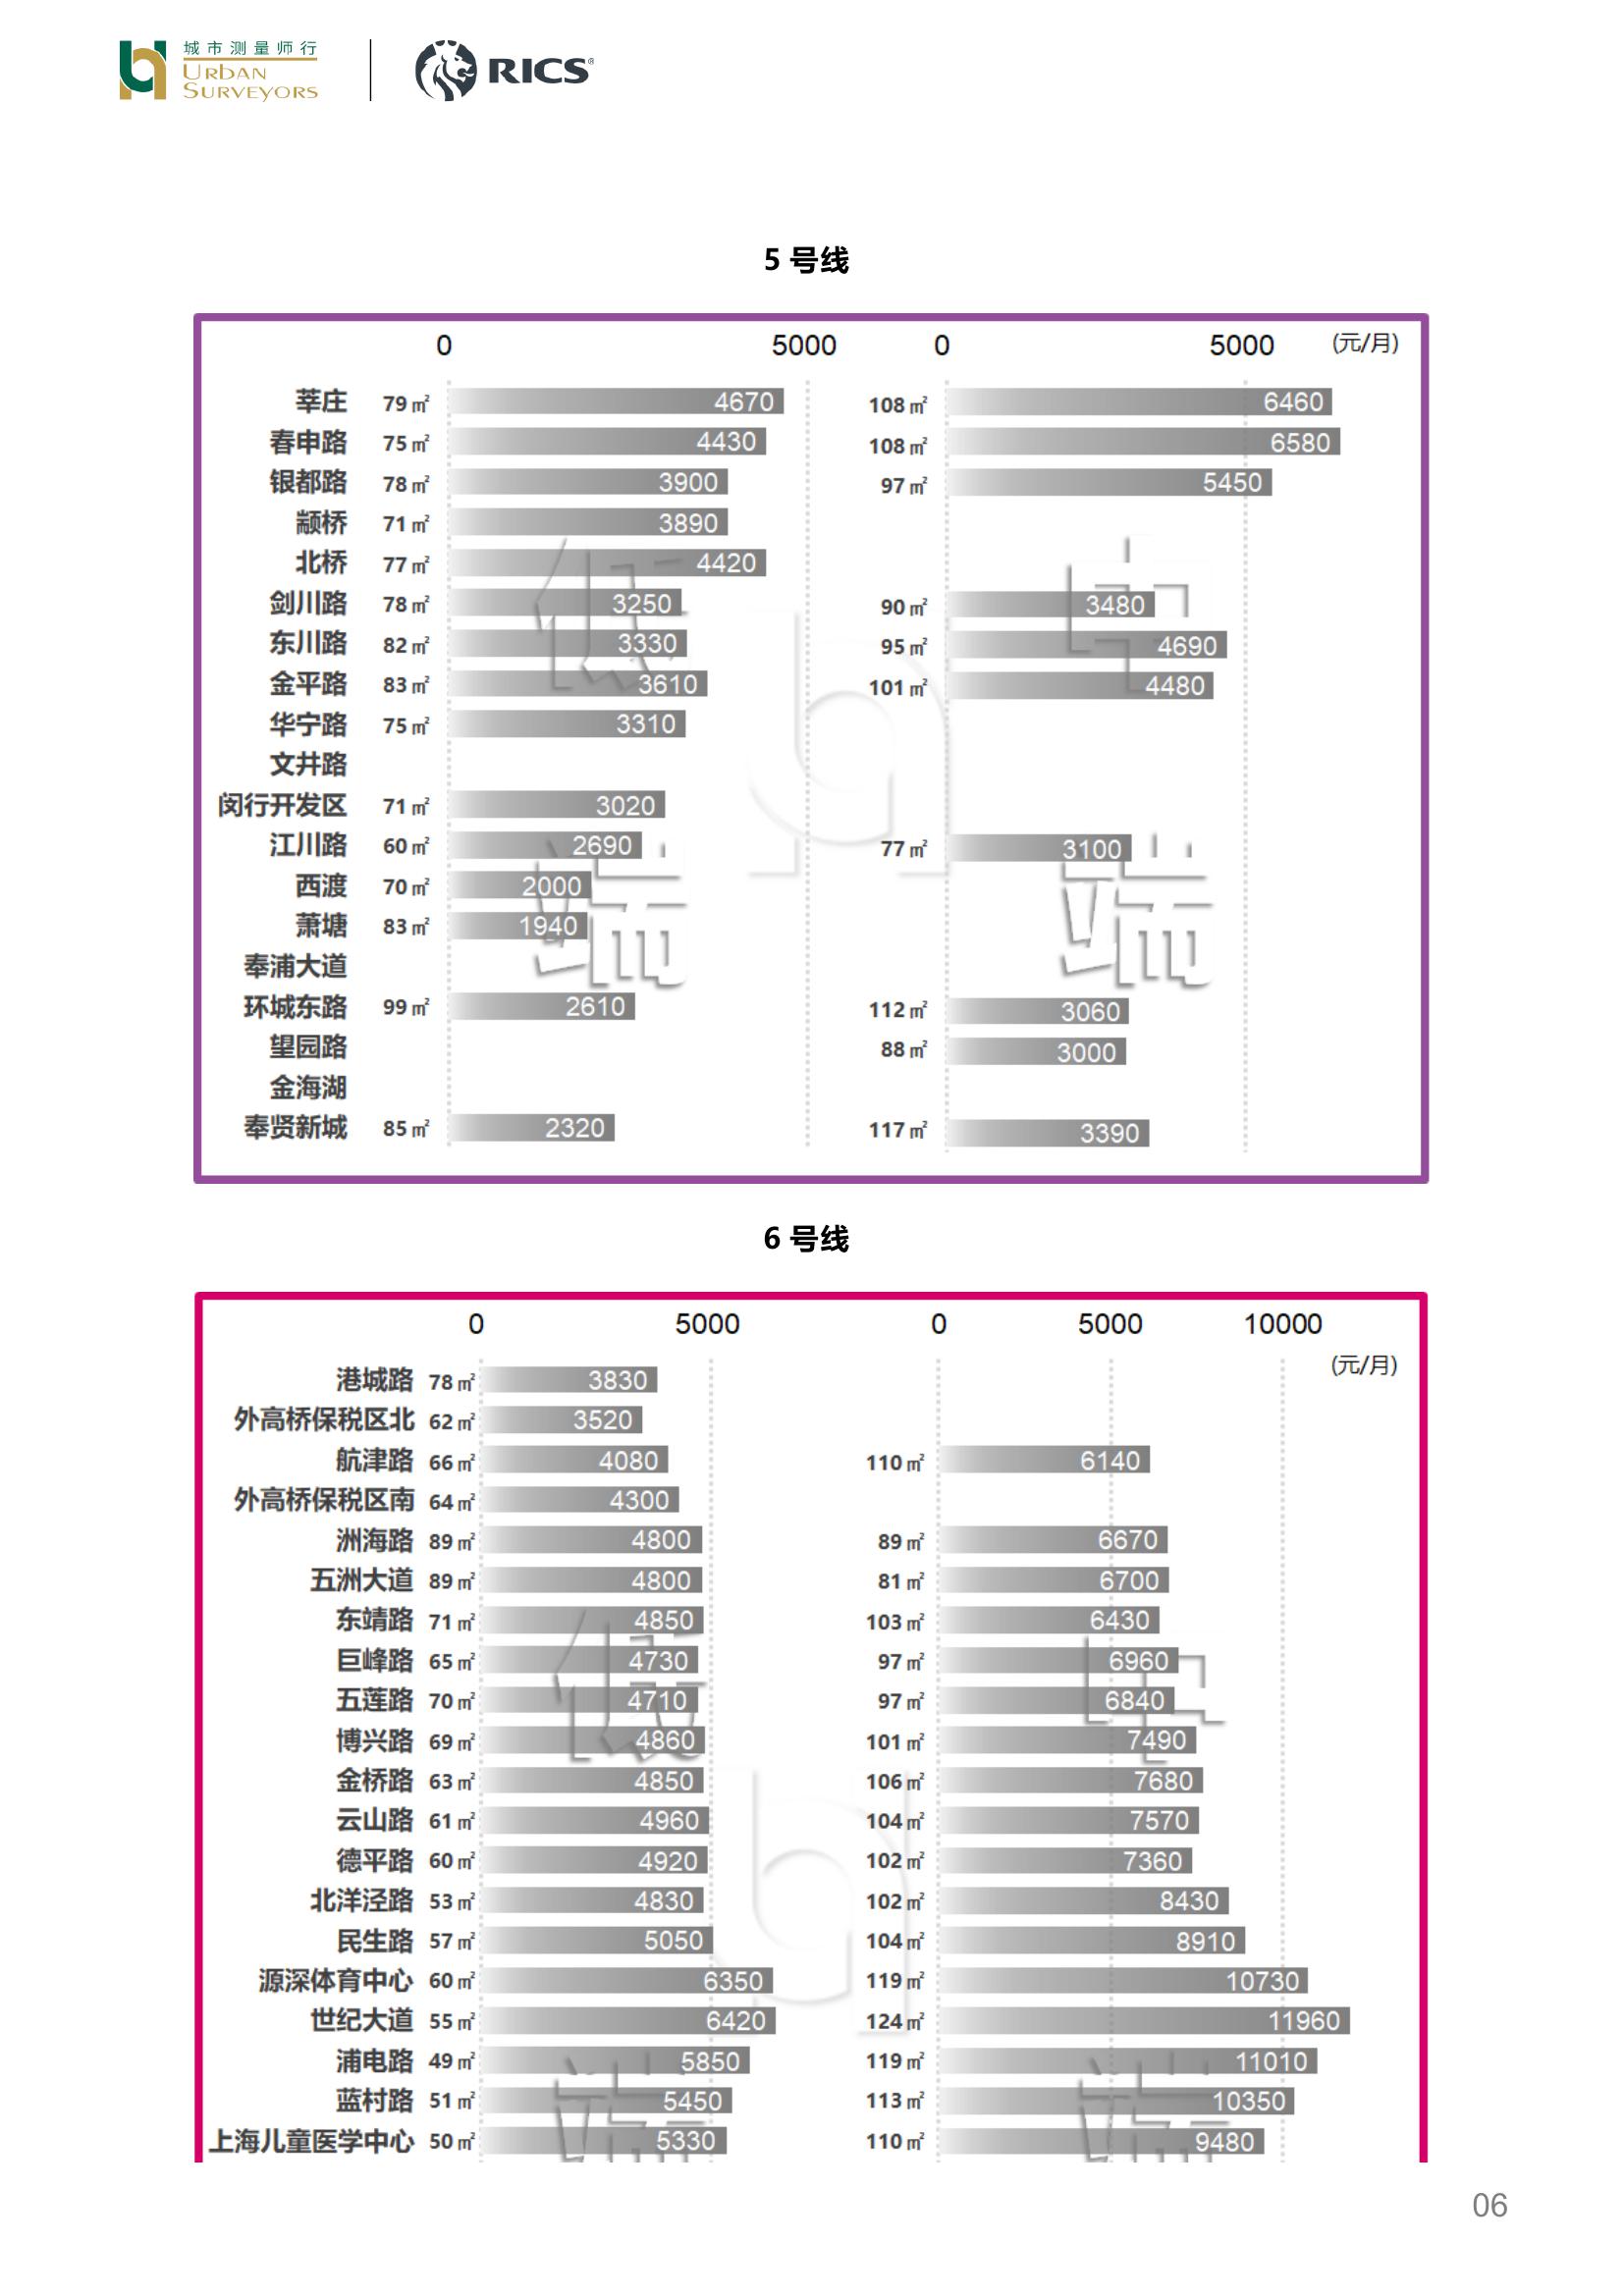 城市测量师行
URBAN
SURVEYORS
RICS®
5 号线
0 5000 0 5000 (元/月)
莘庄 79㎡ 4670 108㎡ 6460
春申路 75㎡ 4430 108㎡ 6580
银都路 78㎡ 3900 97㎡ 5450
颛桥 71㎡ 3890
北桥 77㎡ 4420
剑川路 78㎡ 3250 90㎡ 3480
东川路 82㎡ 3330 95㎡ 4690
金平路 83㎡ 3610 101㎡ 4480
华宁路 75㎡ 3310
文井路
闵行开发区 71㎡ 3020
江川路 60㎡ 2690 77㎡ 3100
西渡 70㎡ 2000
萧塘 83㎡ 1940
奉浦大道
环城东路 99㎡ 2610 112㎡ 3060
望园路 88㎡ 3000
金海湖
奉贤新城 85㎡ 2320 117㎡ 3390
低端 中端
6 号线
0 5000 0 5000 10000
(元/月)
港城路 78㎡ 3830
外高桥保税区北 62㎡ 3520
航津路 66㎡ 4080 110㎡ 6140
外高桥保税区南 64㎡ 4300
洲海路 89㎡ 4800 89㎡ 6670
五洲大道 89㎡ 4800 81㎡ 6700
东靖路 71㎡ 4850 103㎡ 6430
巨峰路 65㎡ 4730 97㎡ 6960
五莲路 70㎡ 4710 97㎡ 6840
博兴路 69㎡ 4860 101㎡ 7490
金桥路 63㎡ 4850 106㎡ 7680
云山路 61㎡ 4960 104㎡ 7570
德平路 60㎡ 4920 102㎡ 7360
北洋泾路 53㎡ 4830 102㎡ 8430
民生路 57㎡ 5050 104㎡ 8910
源深体育中心 60㎡ 6350 119㎡ 10730
世纪大道 55㎡ 6420 124㎡ 11960
浦电路 49㎡ 5850 119㎡ 11010
蓝村路 51㎡ 5450 113㎡ 10350
上海儿童医学中心 50㎡ 5330 110㎡ 9480
低端 中端
06